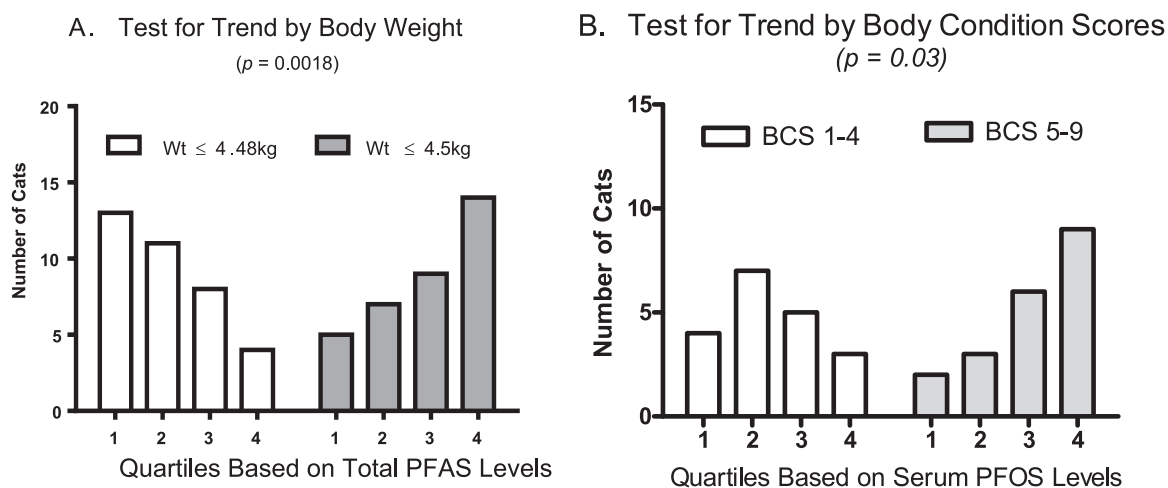 A. Test for Trend by Body Weight
(p = 0.0018)
20
15
10
5
0
Number of Cats
Wt ≤ 4.48kg
Wt ≤ 4.5kg
1 2 3 4 1 2 3 4
Quartiles Based on Total PFAS Levels
B. Test for Trend by Body Condition Scores
(p = 0.03)
15
10
5
0
Number of Cats
BCS 1-4
BCS 5-9
1 2 3 4 1 2 3 4
Quartiles Based on Serum PFOS Levels